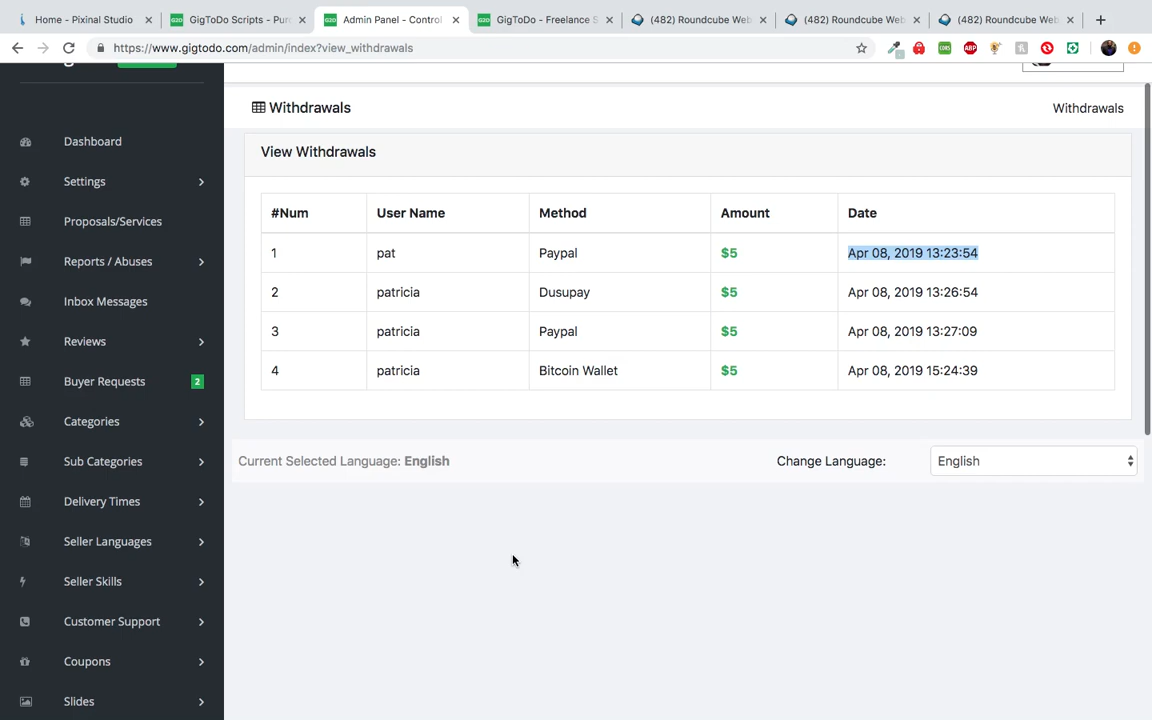 Home - Pixinal Studio
GigToDo Scripts - Pur
Admin Panel - Control
GigToDo - Freelance S
(482) Roundcube Web
(482) Roundcube Web
(482) Roundcube Web
https://www.gigtodo.com/admin/index?view_withdrawals
Withdrawals
Withdrawals
View Withdrawals
#Num User Name Method Amount Date
1 pat Paypal $5 Apr 08, 2019 13:23:54
2 patricia Dusupay $5 Apr 08, 2019 13:26:54
3 patricia Paypal $5 Apr 08, 2019 13:27:09
4 patricia Bitcoin Wallet $5 Apr 08, 2019 15:24:39
Current Selected Language: English
Change Language:
English
Dashboard
Settings
Proposals/Services
Reports / Abuses
Inbox Messages
Reviews
Buyer Requests 2
Categories
Sub Categories
Delivery Times
Seller Languages
Seller Skills
Customer Support
Coupons
Slides